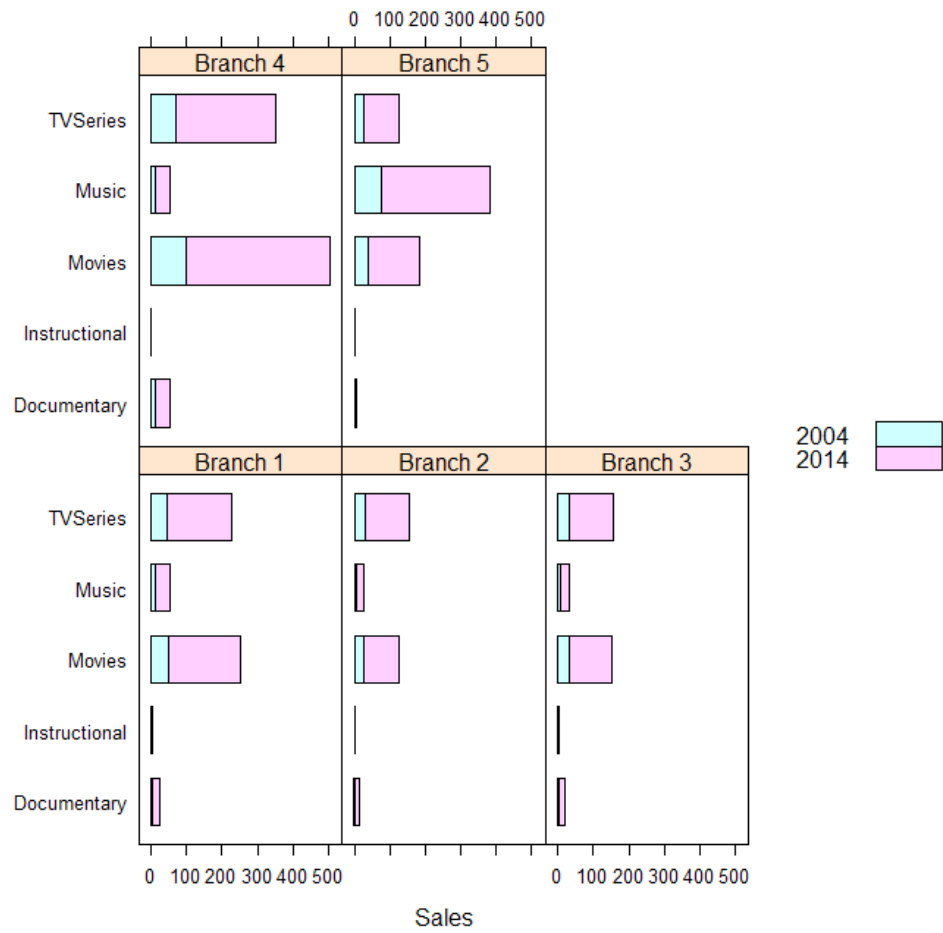 0 100 200 300 400 500
Branch 4 Branch 5
TVSeries
Music
Movies
Instructional
Documentary
2004
2014
Branch 1 Branch 2 Branch 3
TVSeries
Music
Movies
Instructional
Documentary
0 100 200 300 400 500 0 100 200 300 400 500
Sales